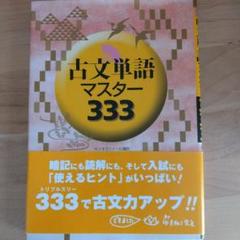 古文単語
マスター
333
暗記にも読解にも、そして入試にも
「使えるヒント」がいっぱい!
トリプルスリー
333で古文力アップ!!